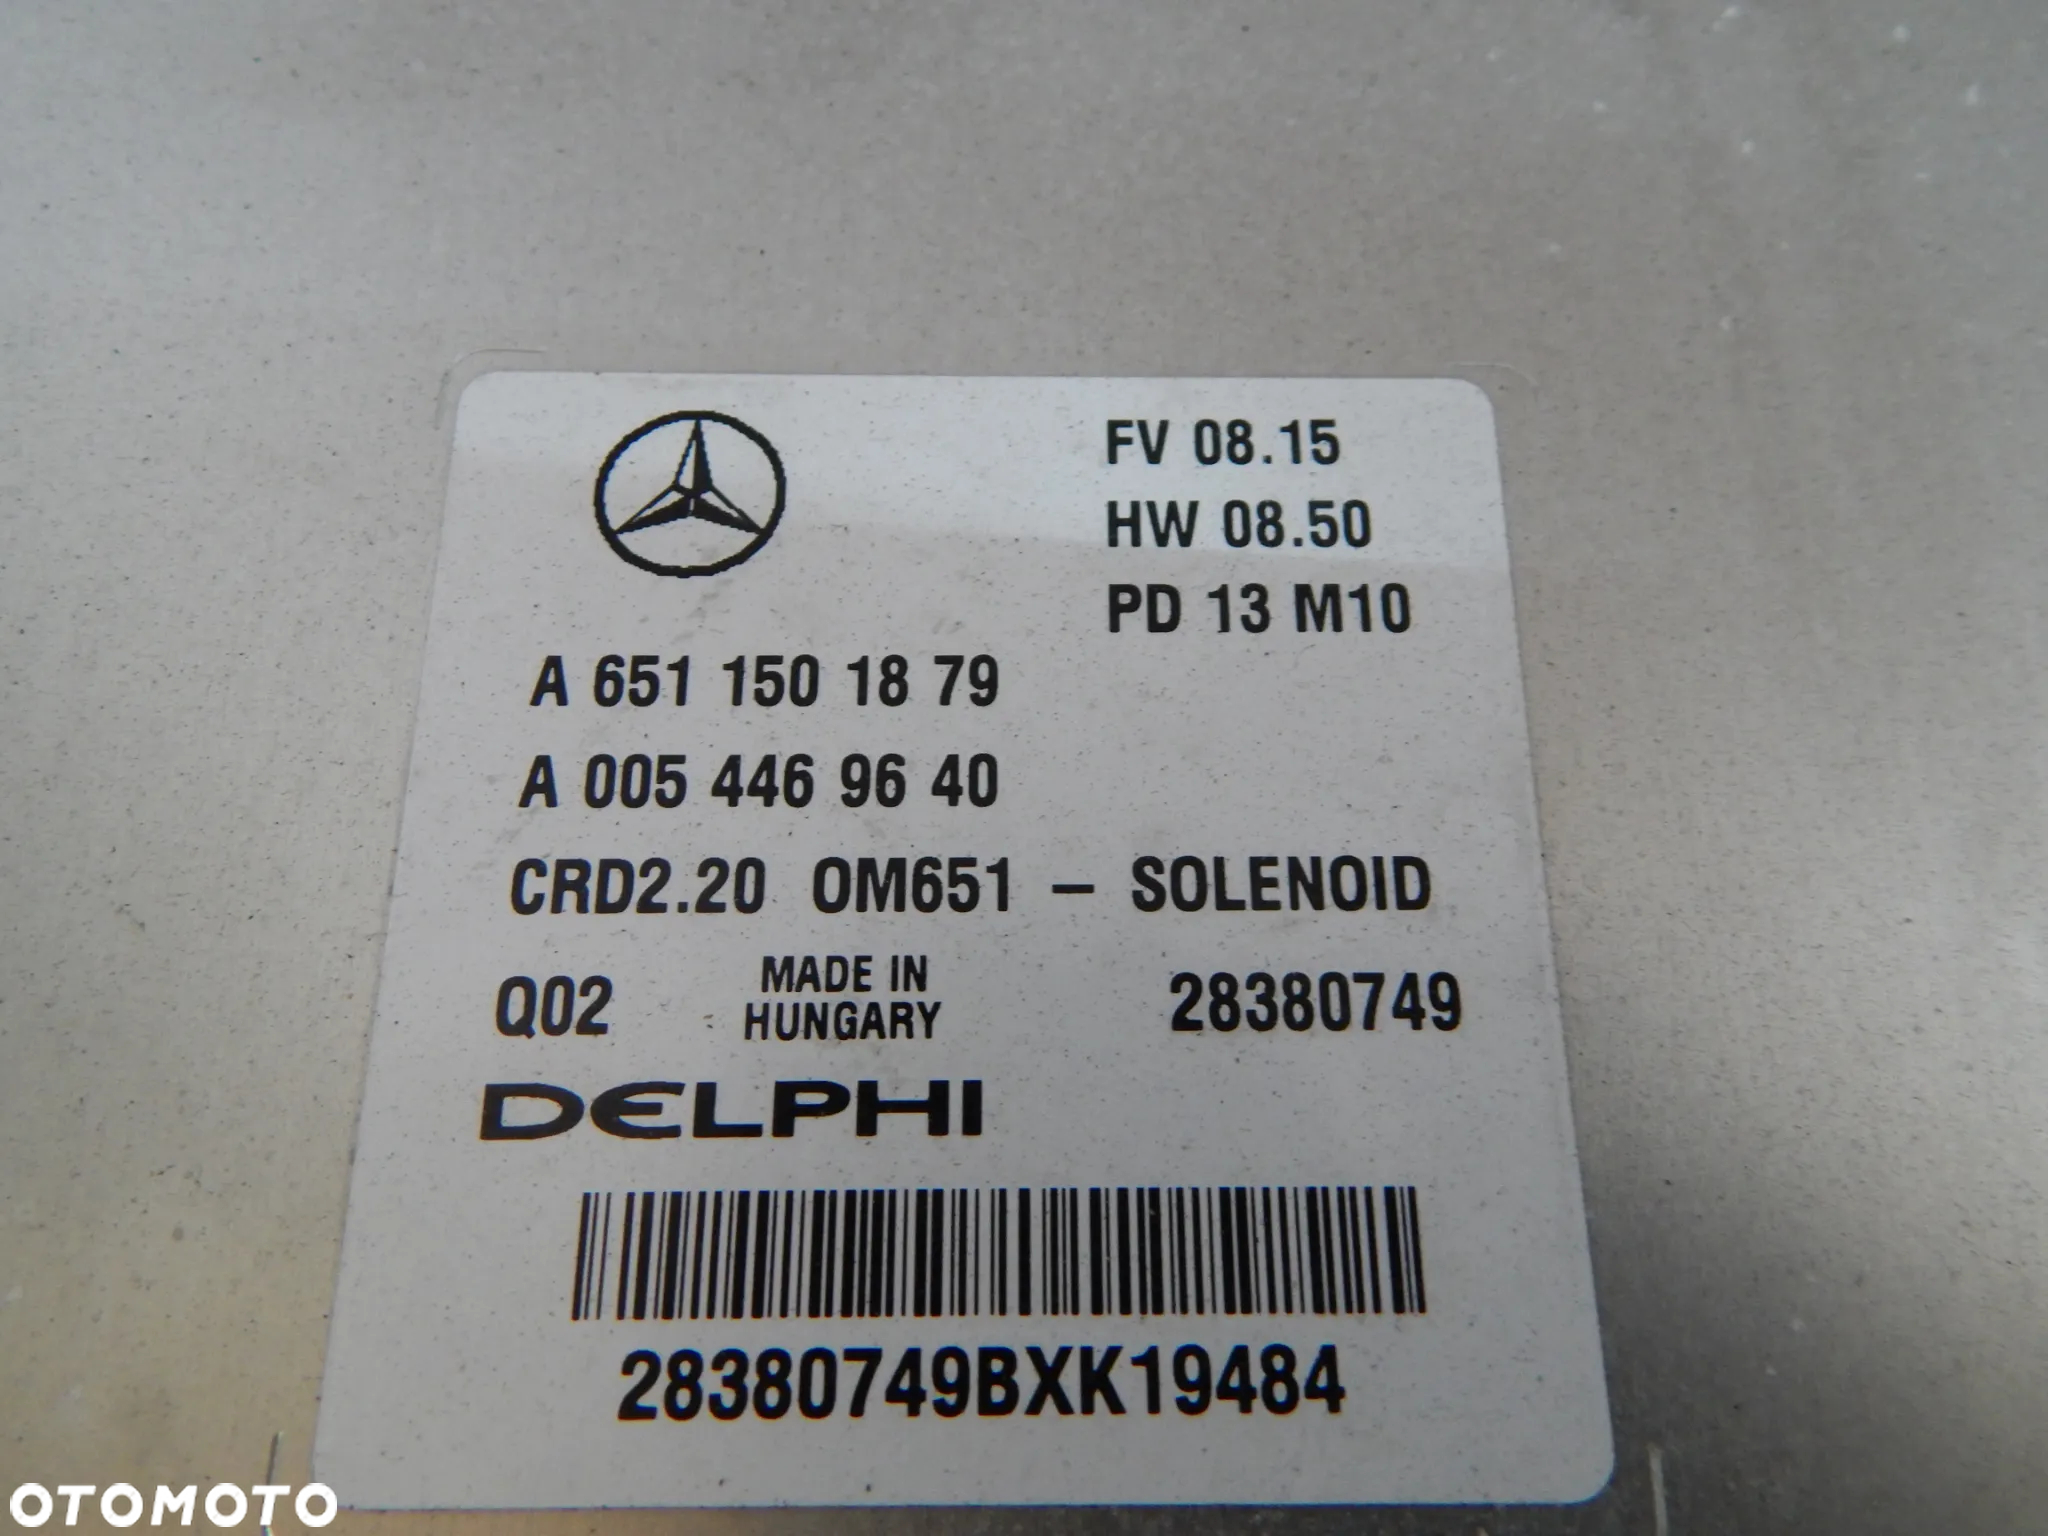 FV 08.15
HW 08.50
PD 13 M10
A 651 150 18 79
A 005 446 96 40
CRD2.20 OM651 – SOLENOID
Q02 MADE IN HUNGARY 28380749
DELPHI
28380749BXK19484
OTOMOTO